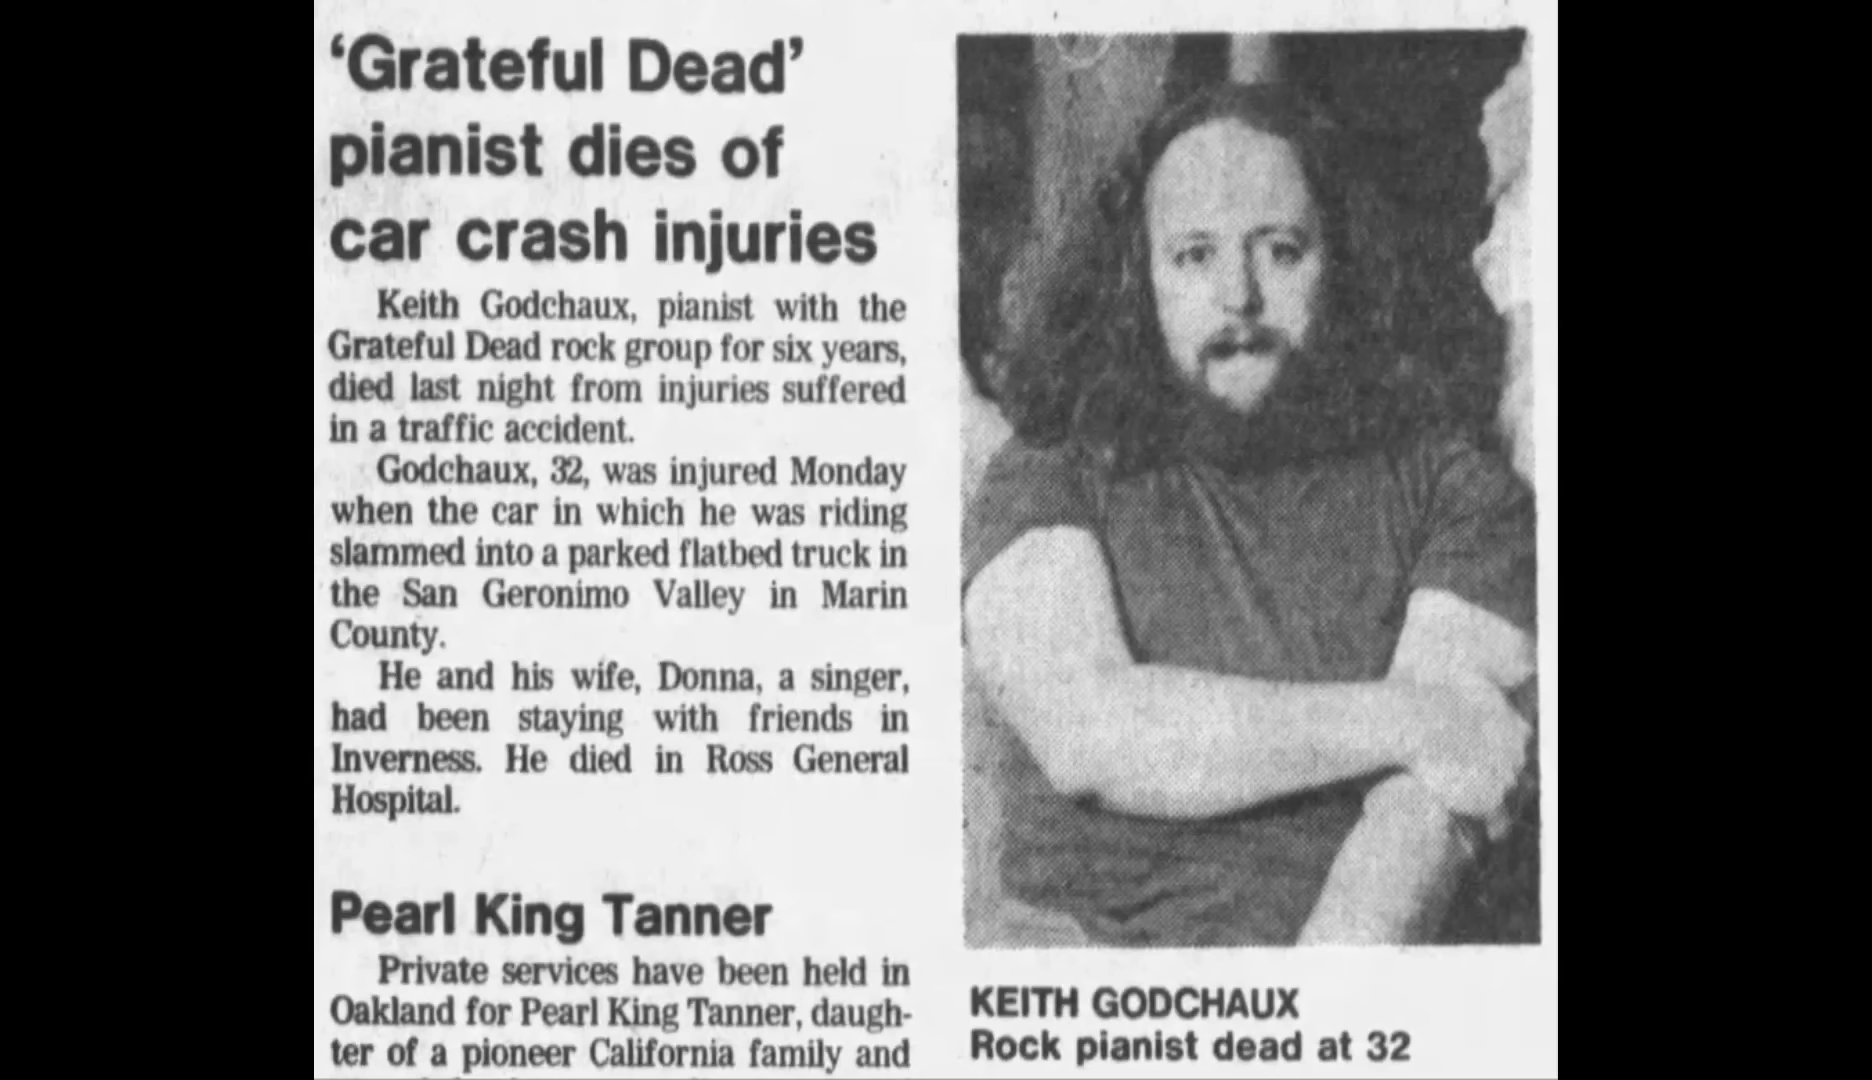 ‘Grateful Dead’
pianist dies of
car crash injuries
Keith Godchaux, pianist with the
Grateful Dead rock group for six years,
died last night from injuries suffered
in a traffic accident.
Godchaux, 32, was injured Monday
when the car in which he was riding
slammed into a parked flatbed truck in
the San Geronimo Valley in Marin
County.
He and his wife, Donna, a singer,
had been staying with friends in
Inverness. He died in Ross General
Hospital.
Pearl King Tanner
Private services have been held in
Oakland for Pearl King Tanner, daugh-
ter of a pioneer California family and
KEITH GODCHAUX
Rock pianist dead at 32